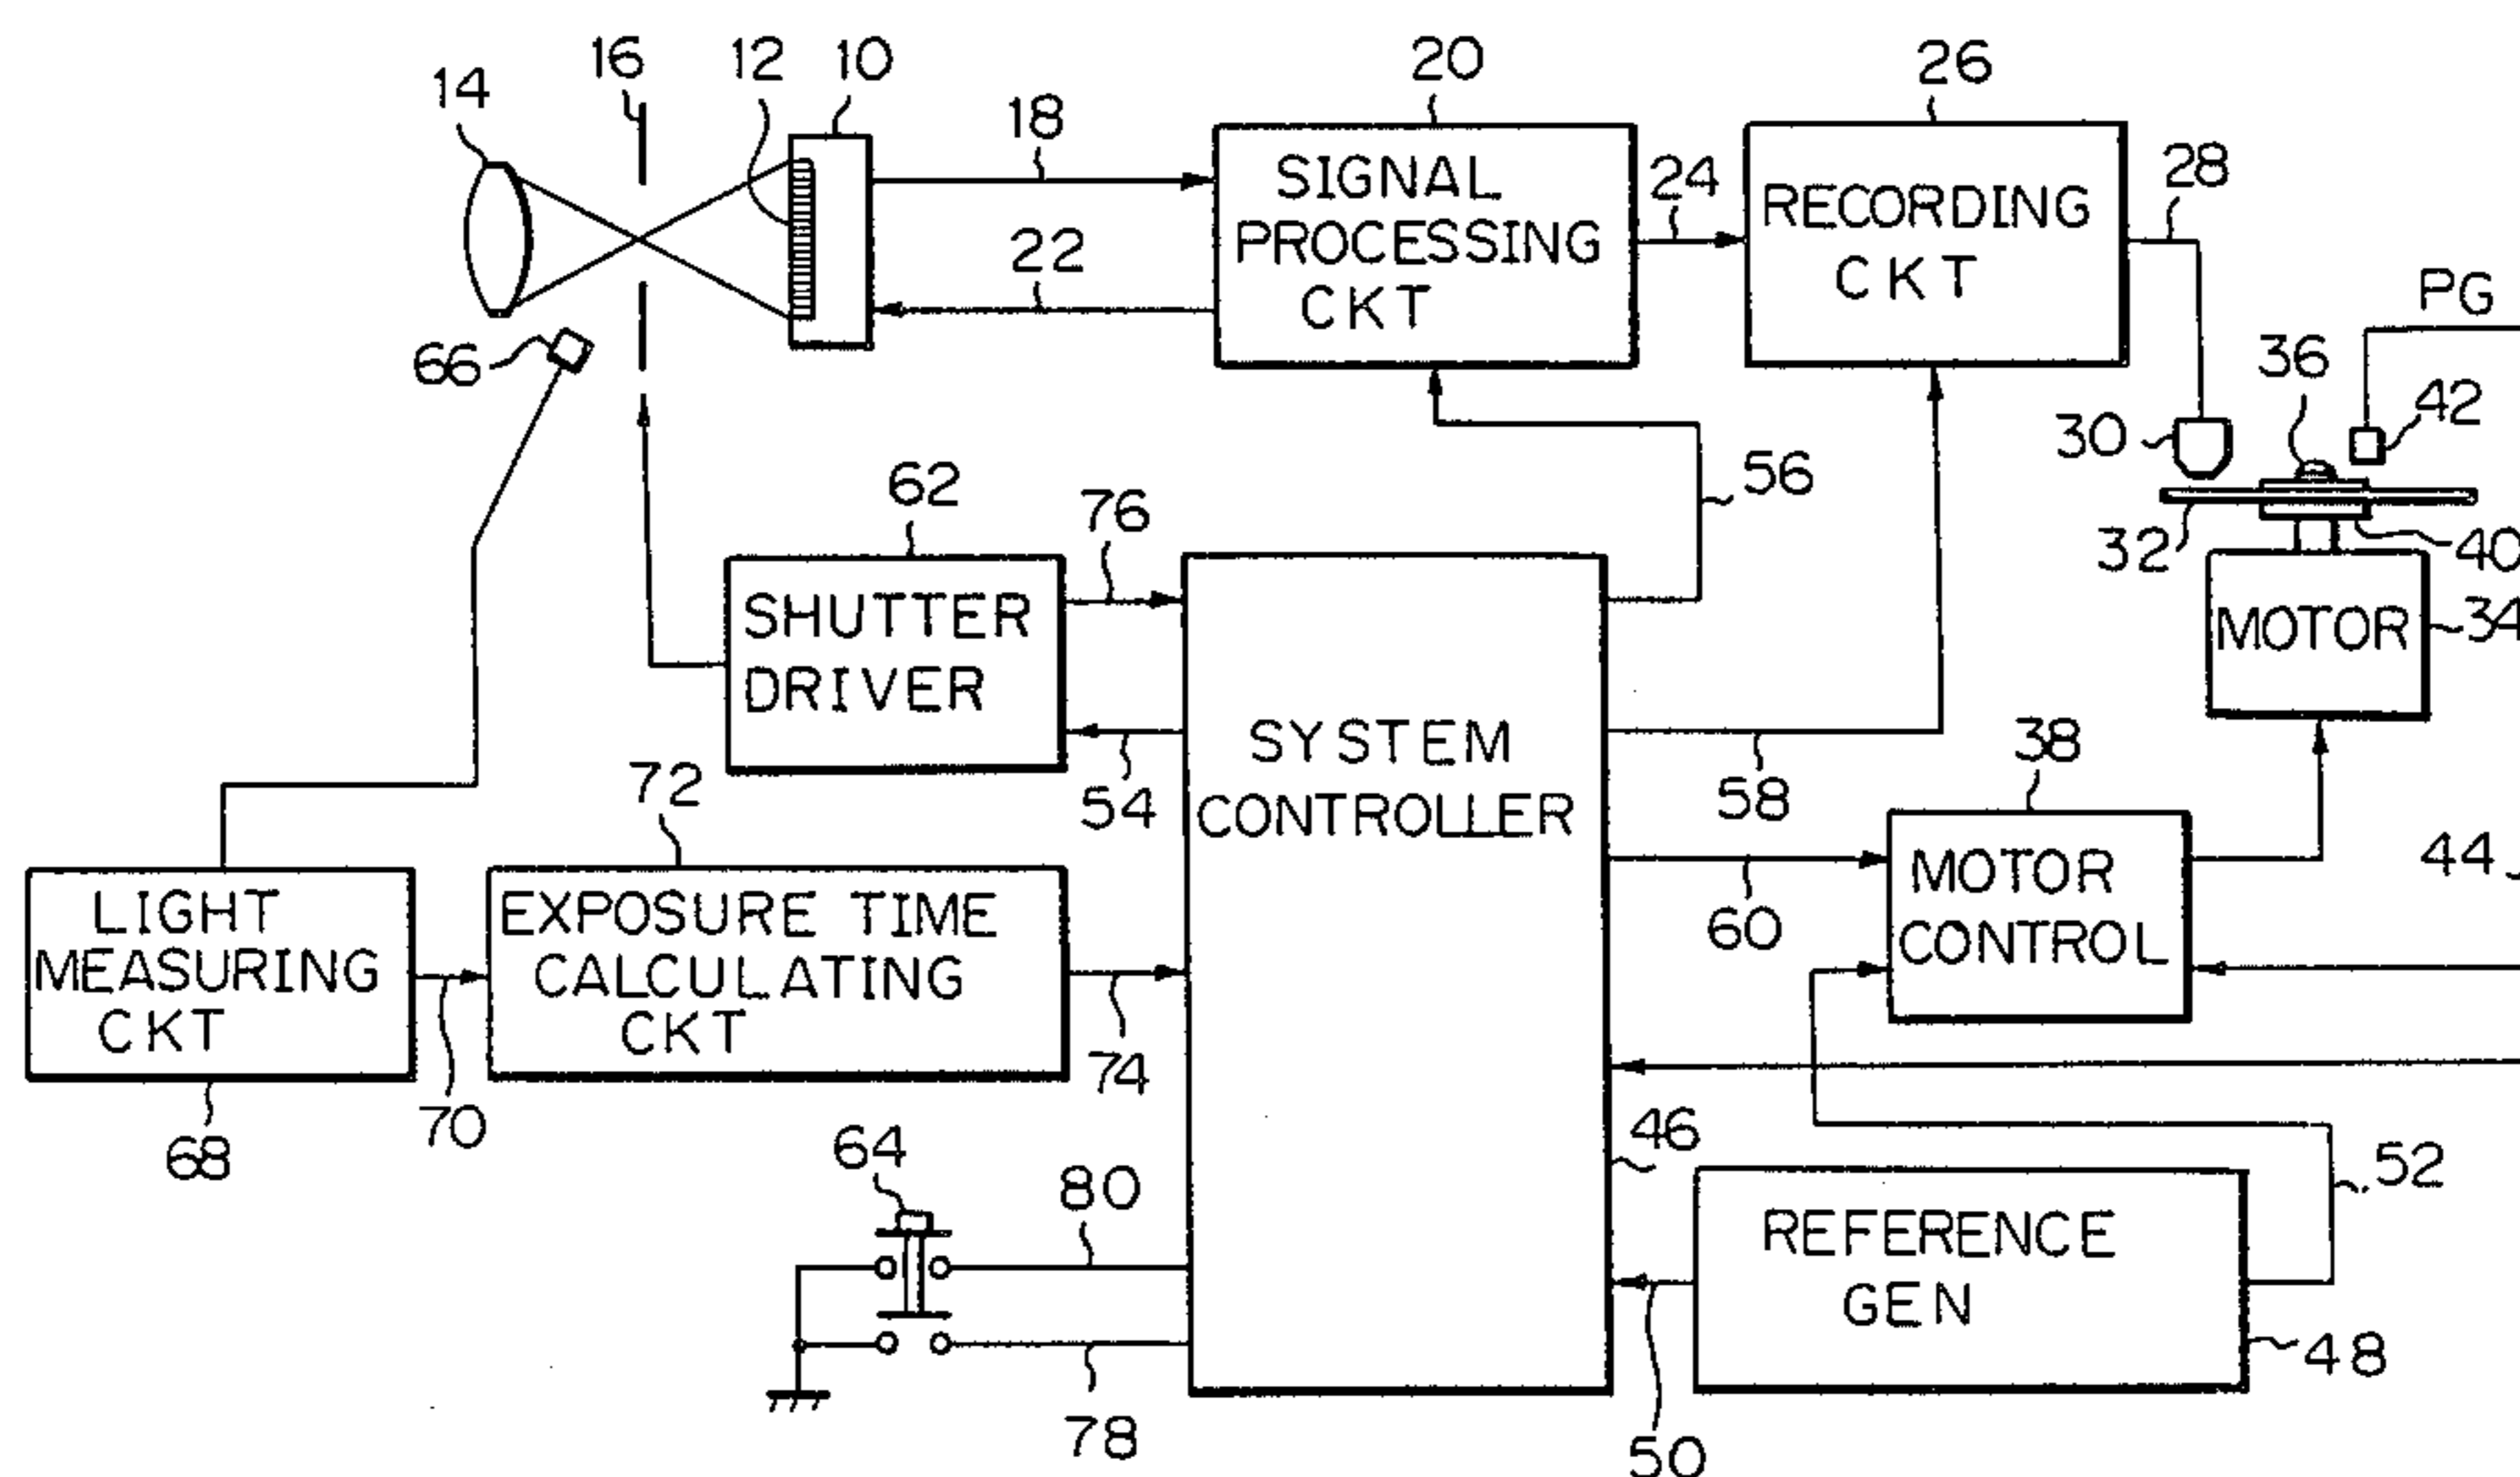 14
16
12
10
18
20
24
26
28
SIGNAL
PROCESSING
CKT
RECORDING
CKT
22
PG
66
36
42
30
56
62
76
32
40
SHUTTER
DRIVER
MOTOR
34
SYSTEM
CONTROLLER
72
54
58
38
LIGHT
MEASURING
CKT
EXPOSURE TIME
CALCULATING
CKT
MOTOR
CONTROL
44
60
70
74
68
64
80
46
52
REFERENCE
GEN
48
78
50